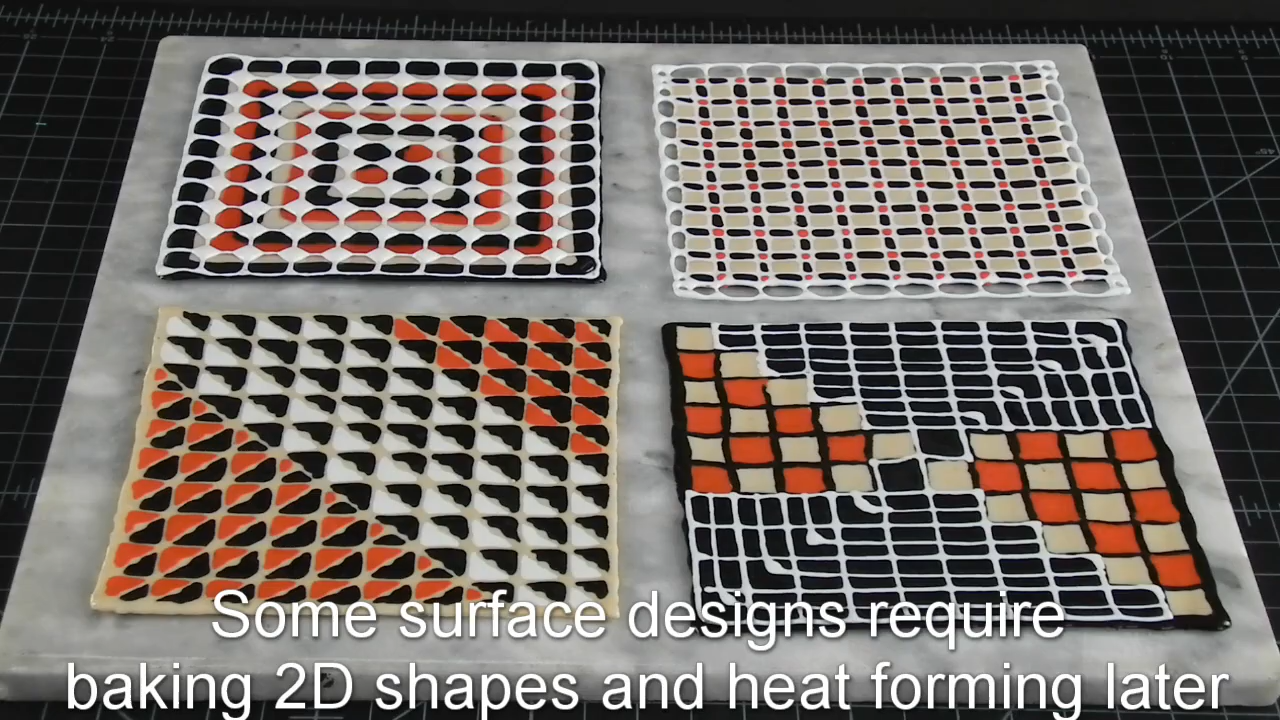 Some surface designs require
baking 2D shapes and heat forming later